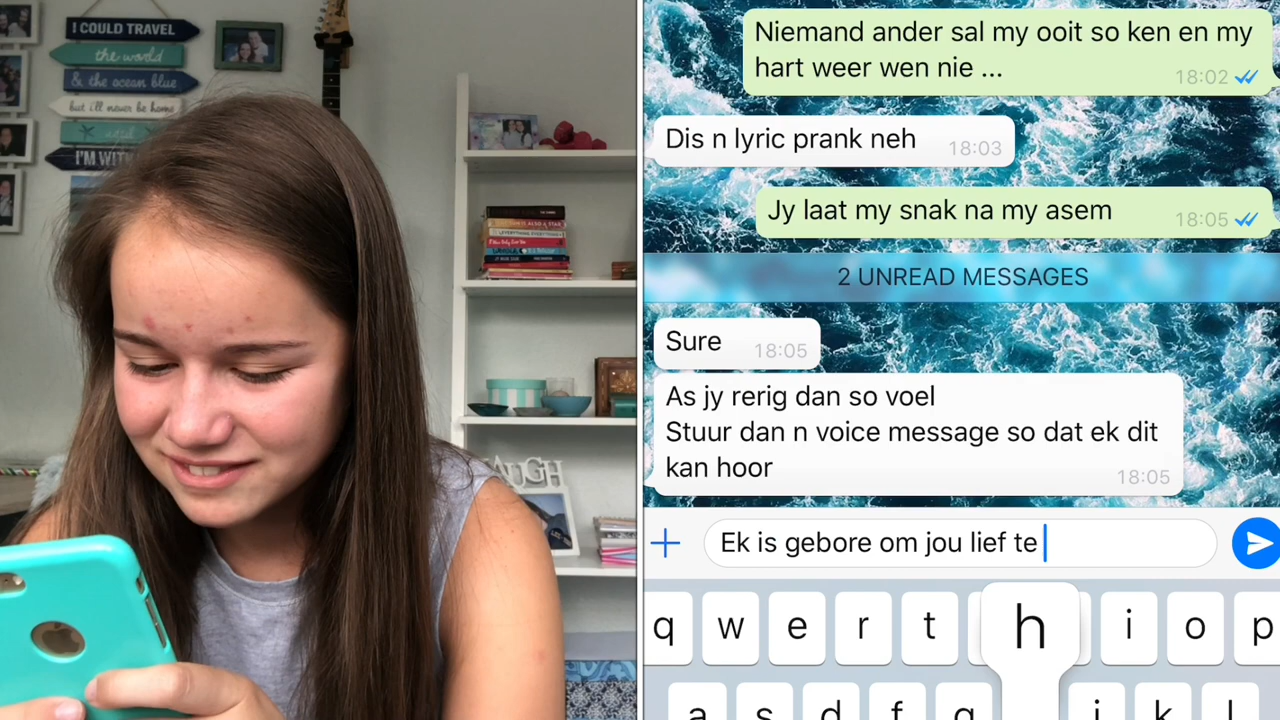 I COULD TRAVEL
the world
& the ocean blue
but i'll never be home
until
I'M WITH
Niemand ander sal my ooit so ken en my
hart weer wen nie ...
18:02
Dis n lyric prank neh
18:03
Jy laat my snak na my asem
18:05
2 UNREAD MESSAGES
Sure
18:05
As jy rerig dan so voel
Stuur dan n voice message so dat ek dit
kan hoor
18:05
Ek is gebore om jou lief te
q w e r t h i o p
a s d f g j k l